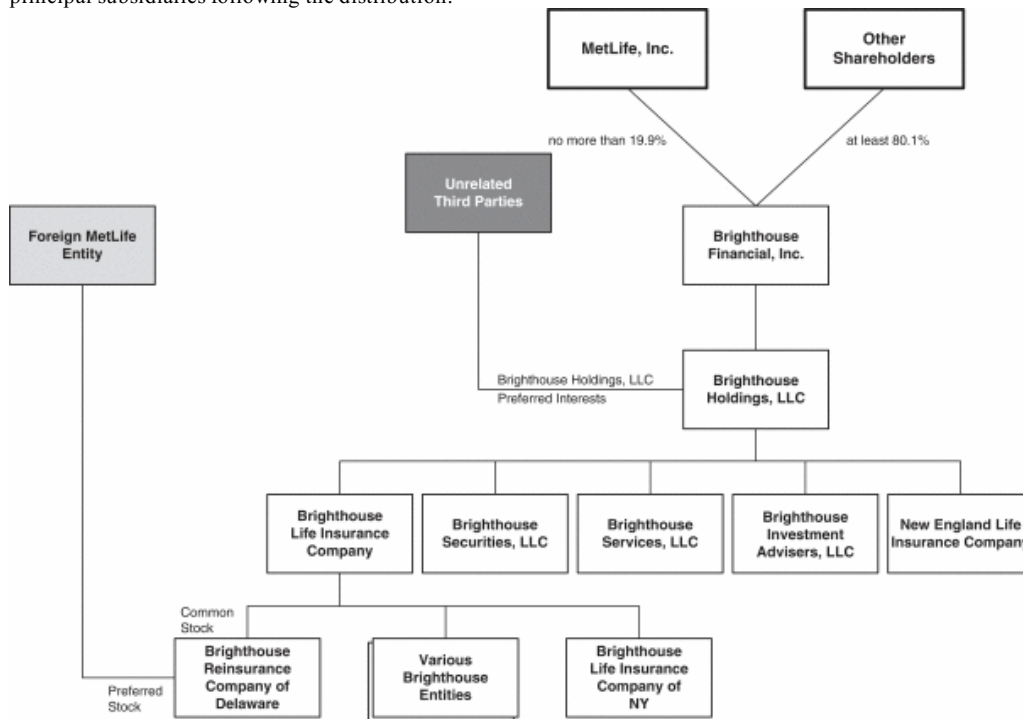 principal subsidiaries following the distribution.
MetLife, Inc.
Other
Shareholders
no more than 19.9%
at least 80.1%
Unrelated
Third Parties
Foreign MetLife
Entity
Brighthouse
Financial, Inc.
Brighthouse Holdings, LLC
Preferred Interests
Brighthouse
Holdings, LLC
Brighthouse
Life Insurance
Company
Brighthouse
Securities, LLC
Brighthouse
Services, LLC
Brighthouse
Investment
Advisers, LLC
New England Life
Insurance Company
Common
Stock
Preferred
Stock
Brighthouse
Reinsurance
Company of
Delaware
Various
Brighthouse
Entities
Brighthouse
Life Insurance
Company of
NY